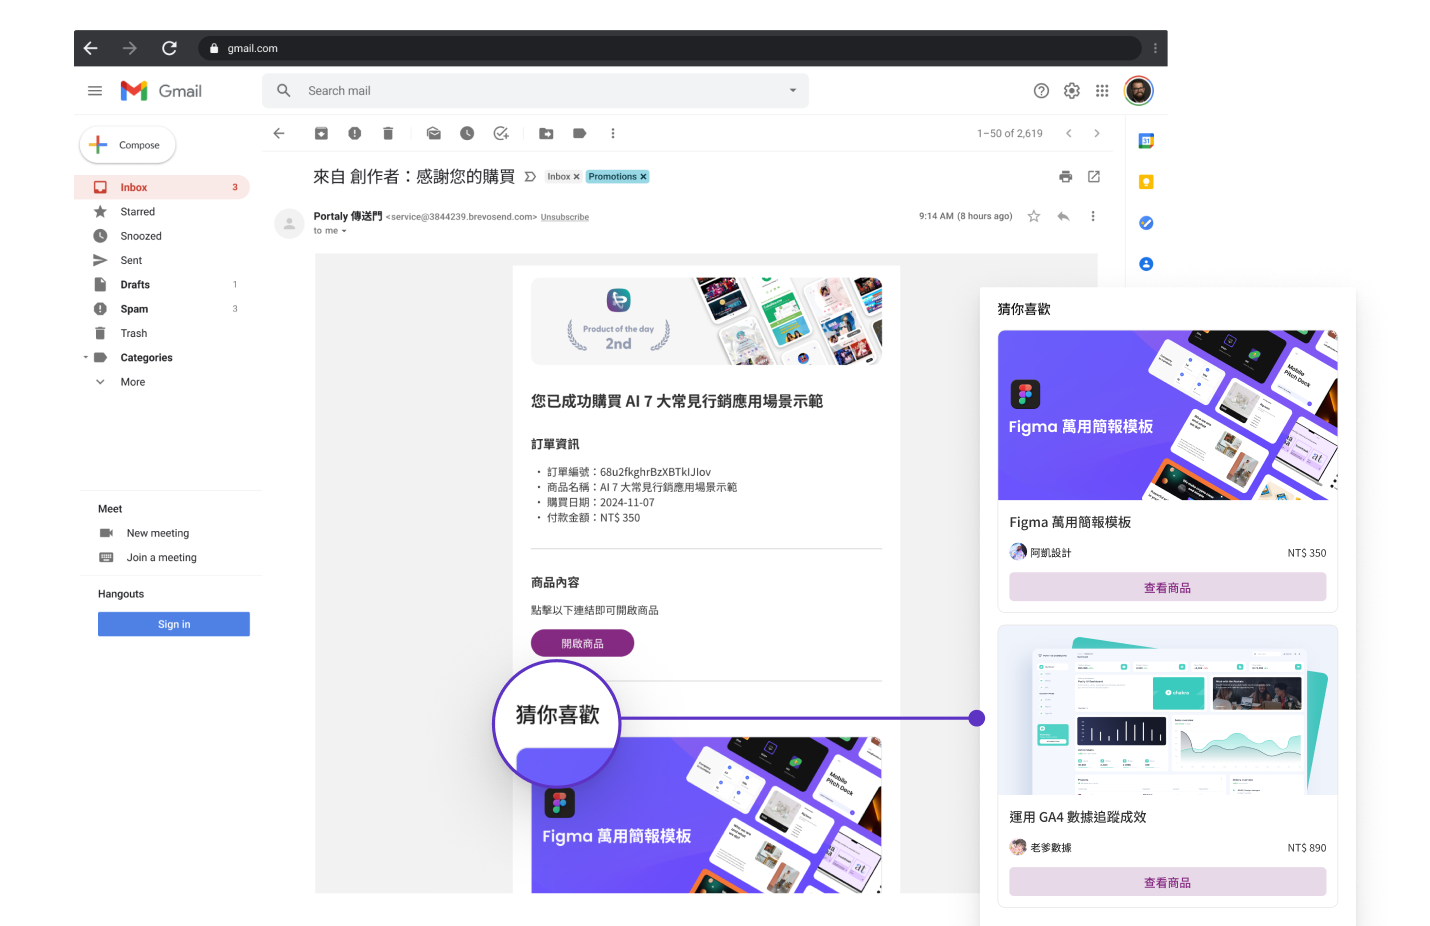 gmail.com
Gmail
Search mail
Compose
1–50 of 2,619
Inbox 3
Starred
Snoozed
Sent
Drafts 1
Spam 3
Trash
Categories
More
Meet
New meeting
Join a meeting
Hangouts
Sign in
來自 創作者：感謝您的購買
Inbox ×
Promotions ×
Portaly 傳送門 <service@3844239.brevosend.com> Unsubscribe
to me
9:14 AM (8 hours ago)
Product of the day
2nd
您已成功購買 AI 7 大常見行銷應用場景示範
訂單資訊
・訂單編號：68u2fkghrBzXBTkIJIov
・商品名稱：AI 7 大常見行銷應用場景示範
・購買日期：2024-11-07
・付款金額：NT$ 350
商品內容
點擊以下連結即可開啟商品
開啟商品
猜你喜歡
Mobile
Pitch Deck
Figma 萬用簡報模板
猜你喜歡
Mobile
Pitch Deck
Figma 萬用簡報模板
Figma 萬用簡報模板
阿凱設計
NT$ 350
查看商品
運用 GA4 數據追蹤成效
老爹數據
NT$ 890
查看商品